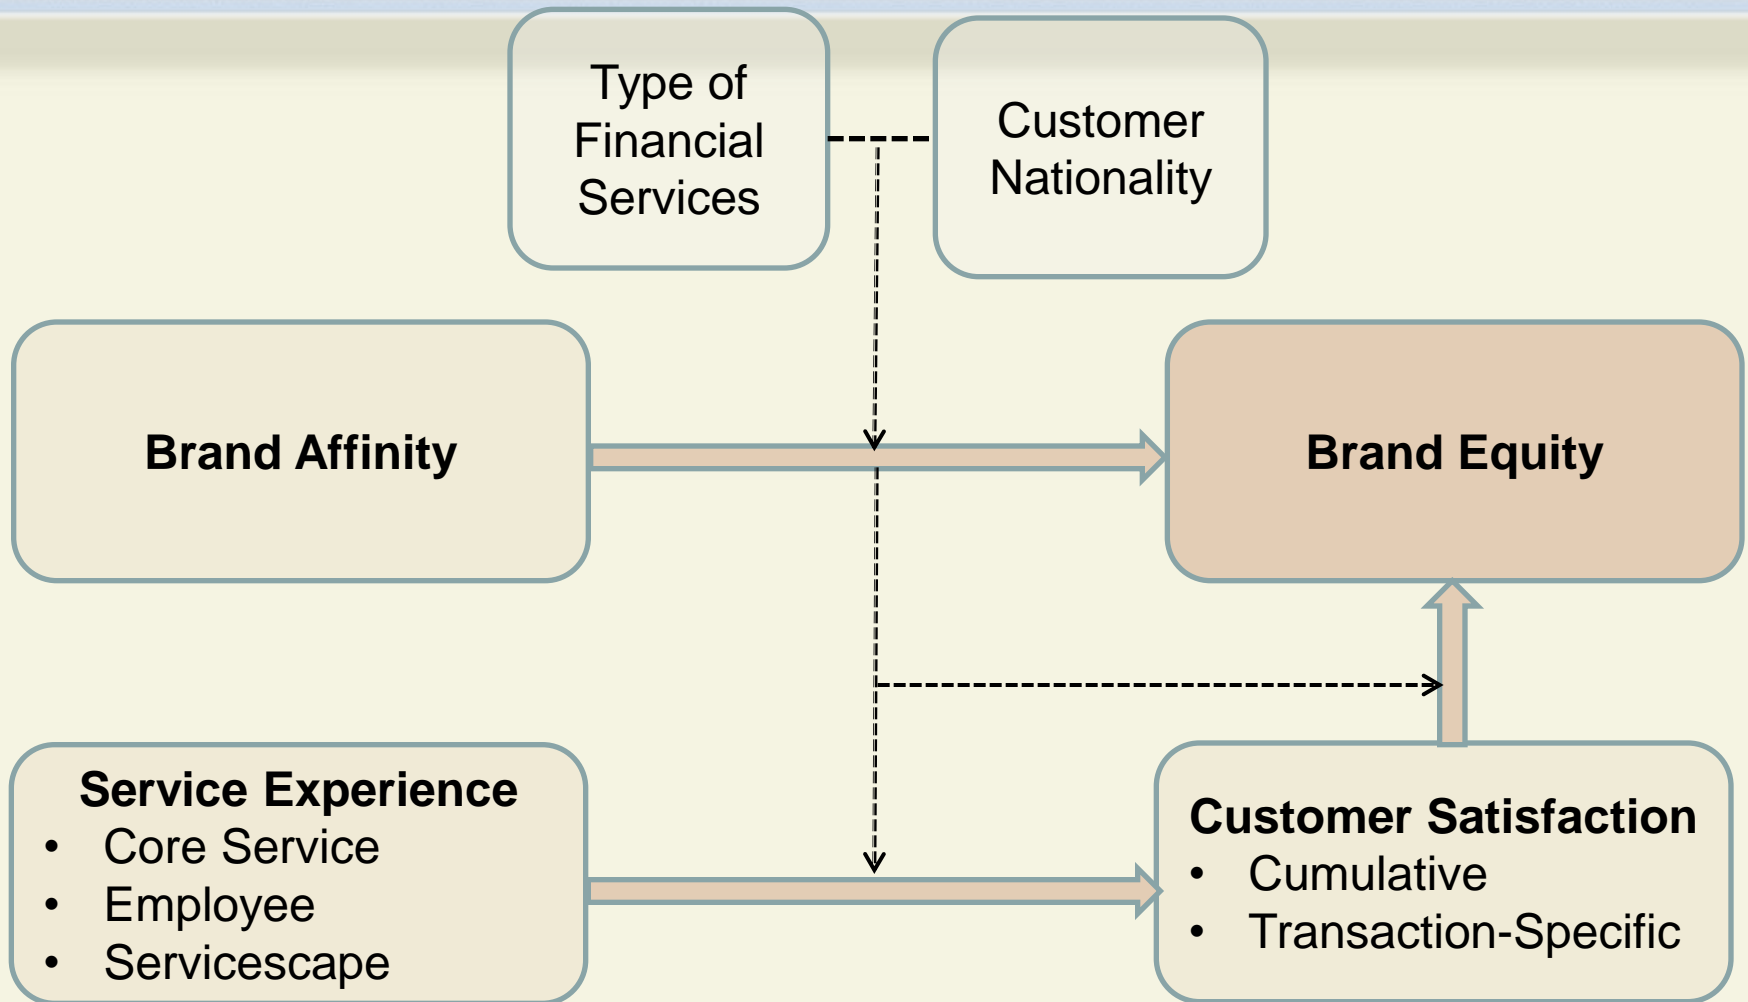 Type of
Financial
Services
Customer
Nationality
Brand Affinity
Brand Equity
Service Experience
• Core Service
• Employee
• Servicescape
Customer Satisfaction
• Cumulative
• Transaction-Specific